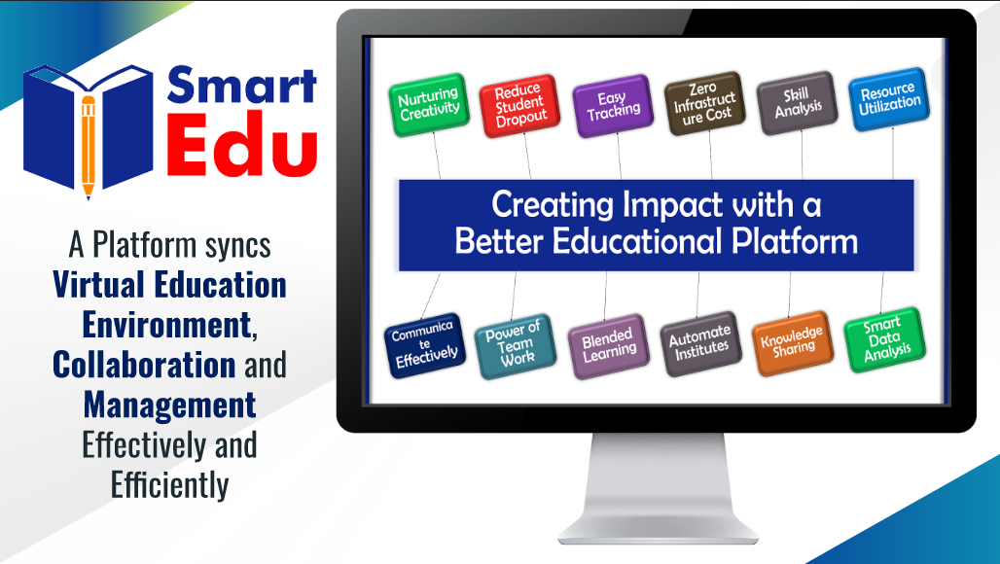 Smart
Edu
A Platform syncs
Virtual Education
Environment,
Collaboration and
Management
Effectively and
Efficiently
Nurturing
Creativity
Reduce
Student
Dropout
Easy
Tracking
Zero
Infrastruct
ure Cost
Skill
Analysis
Resource
Utilization
Creating Impact with a
Better Educational Platform
Communica
te
Effectively
Power of
Team
Work
Blended
Learning
Automate
Institutes
Knowledge
Sharing
Smart
Data
Analysis